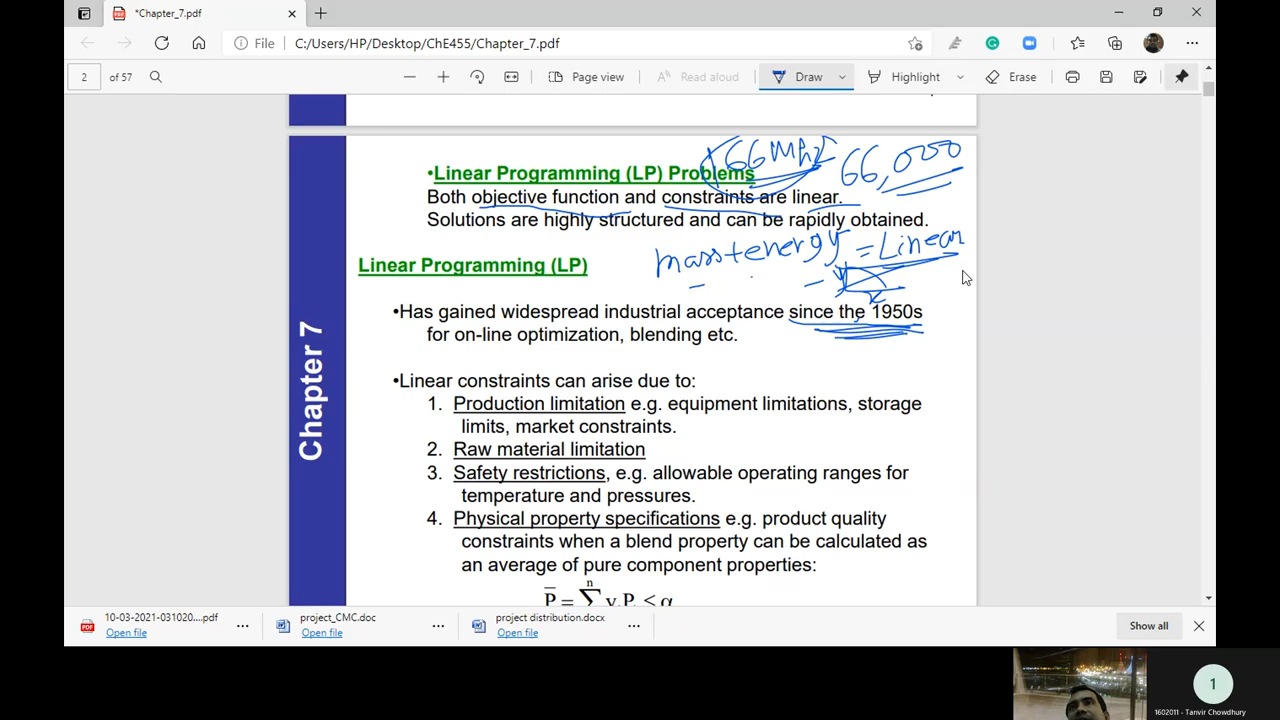 *Chapter_7.pdf
File C:/Users/HP/Desktop/ChE455/Chapter_7.pdf
2 of 57 Page view Read aloud Draw Highlight Erase
66 MHz 66,000
•Linear Programming (LP) Problems
Both objective function and constraints are linear.
Solutions are highly structured and can be rapidly obtained.
mass+energy = Linear
x
Linear Programming (LP)
•Has gained widespread industrial acceptance since the 1950s
for on-line optimization, blending etc.
•Linear constraints can arise due to:
1. Production limitation e.g. equipment limitations, storage
limits, market constraints.
2. Raw material limitation
3. Safety restrictions, e.g. allowable operating ranges for
temperature and pressures.
4. Physical property specifications e.g. product quality
constraints when a blend property can be calculated as
an average of pure component properties:
Chapter 7
10-03-2021-031020....pdf
Open file
project_CMC.doc
Open file
project distribution.docx
Open file
Show all
1
1602011 - Tanvir Chowdhury